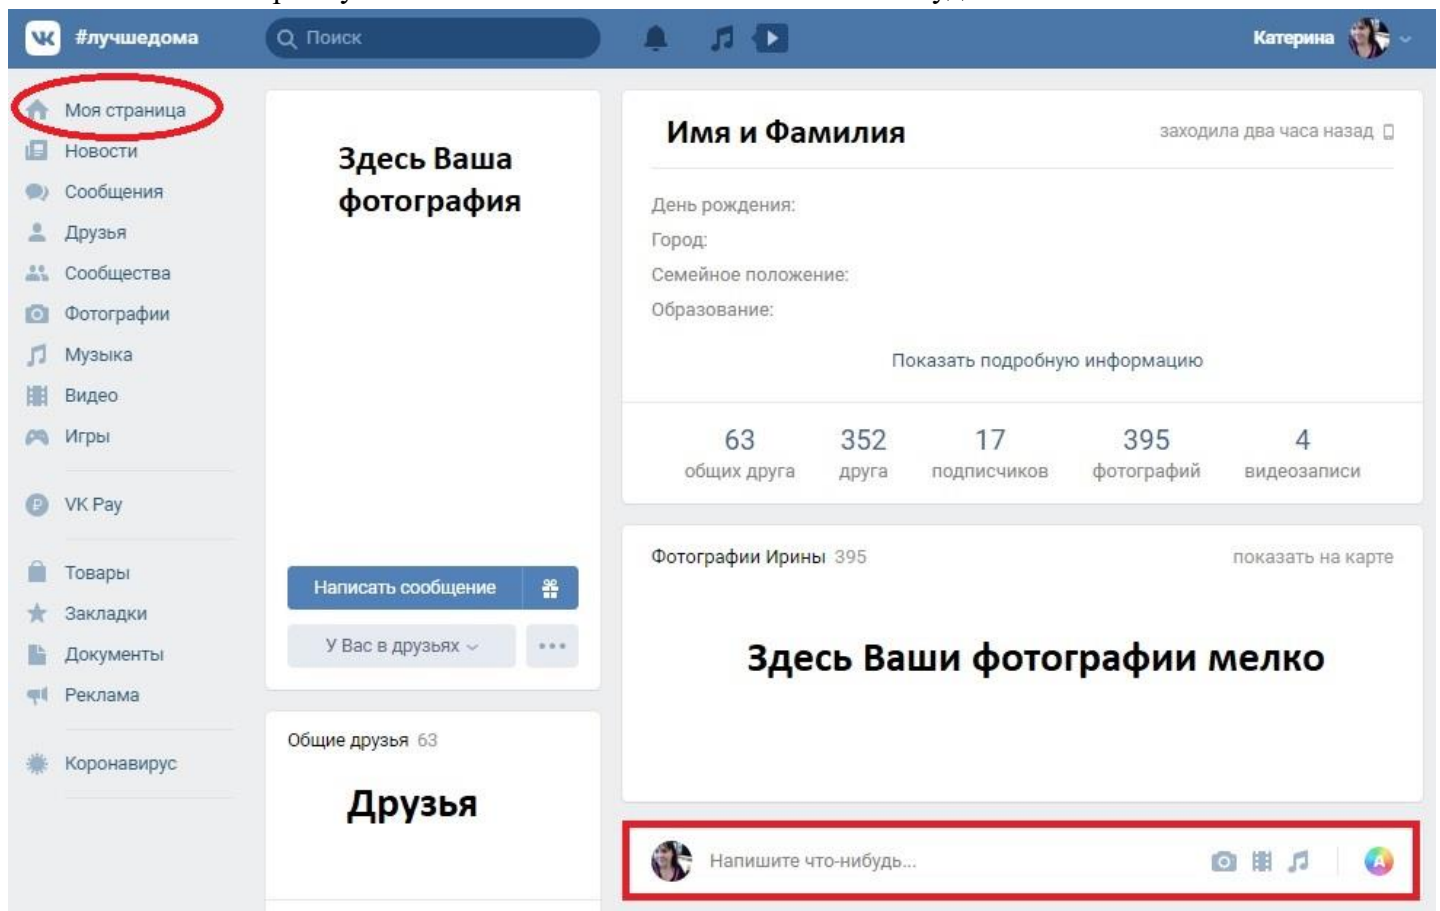 #лучшедома
Поиск
Катерина
Моя страница
Новости
Сообщения
Друзья
Сообщества
Фотографии
Музыка
Видео
Игры
VK Pay
Товары
Закладки
Документы
Реклама
Коронавирус
Здесь Ваша
фотография
Написать сообщение
У Вас в друзьях
Общие друзья 63
Друзья
Имя и Фамилия
заходила два часа назад
День рождения:
Город:
Семейное положение:
Образование:
Показать подробную информацию
63 352 17 395 4
общих друга друга подписчиков фотографий видеозаписи
Фотографии Ирины 395 показать на карте
Здесь Ваши фотографии мелко
Напишите что-нибудь...